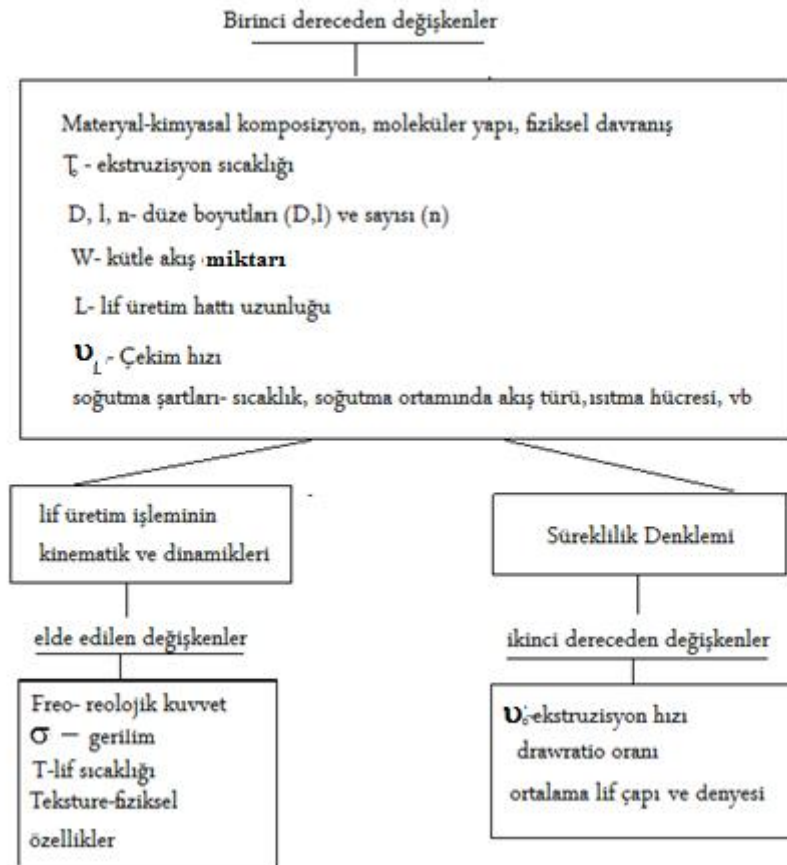 Birinci dereceden değişkenler
Materyal-kimyasal kompozisyon, moleküler yapı, fiziksel davranış
T₀ - ekstruzisyon sıcaklığı
D, l, n- düze boyutları (D,l) ve sayısı (n)
W- kütle akış miktarı
L- lif üretim hattı uzunluğu
υL - Çekim hızı
soğutma şartları- sıcaklık, soğutma ortamında akış türü,ısıtma hücresi, vb
lif üretim işleminin
kinematik ve dinamikleri
elde edilen değişkenler
Freo- reolojik kuvvet
σ – gerilim
T-lif sıcaklığı
Teksture-fiziksel
özellikler
Süreklilik Denklemi
ikinci dereceden değişkenler
υ₀-ekstruzisyon hızı
drawratio oranı
ortalama lif çapı ve denyesi